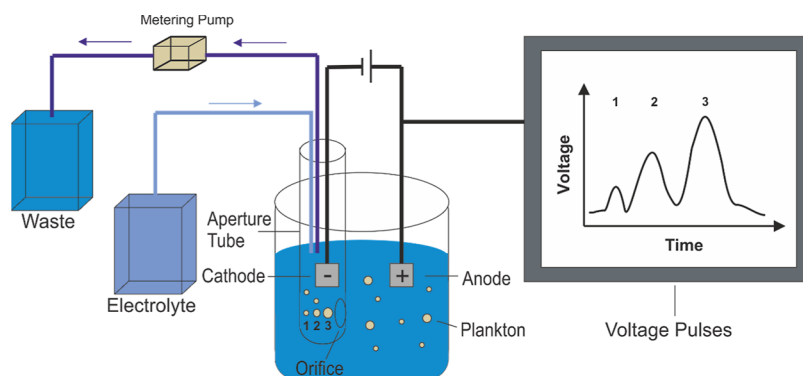 Metering Pump
Waste
Electrolyte
Aperture
Tube
Cathode
-
+
Anode
1 2 3
Plankton
Orifice
1 2 3
Voltage
Time
Voltage Pulses